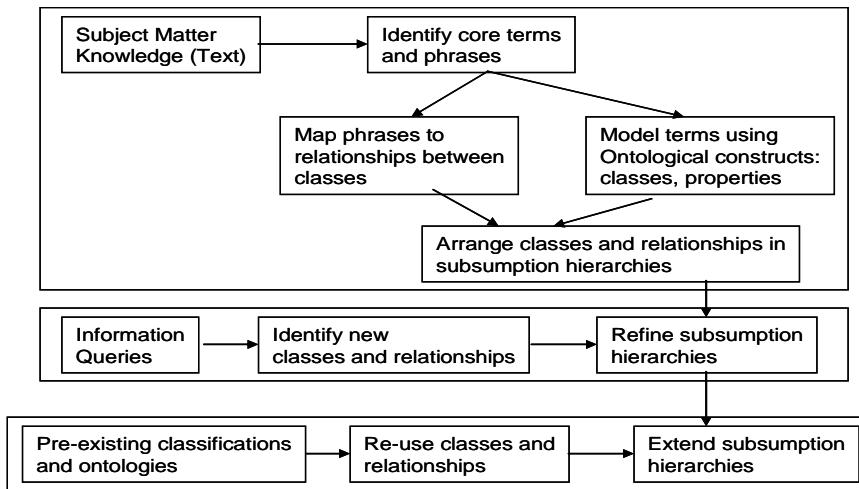 Subject Matter
Knowledge (Text)
Identify core terms
and phrases
Map phrases to
relationships between
classes
Model terms using
Ontological constructs:
classes, properties
Arrange classes and relationships in
subsumption hierarchies
Information
Queries
Identify new
classes and relationships
Refine subsumption
hierarchies
Pre-existing classifications
and ontologies
Re-use classes and
relationships
Extend subsumption
hierarchies